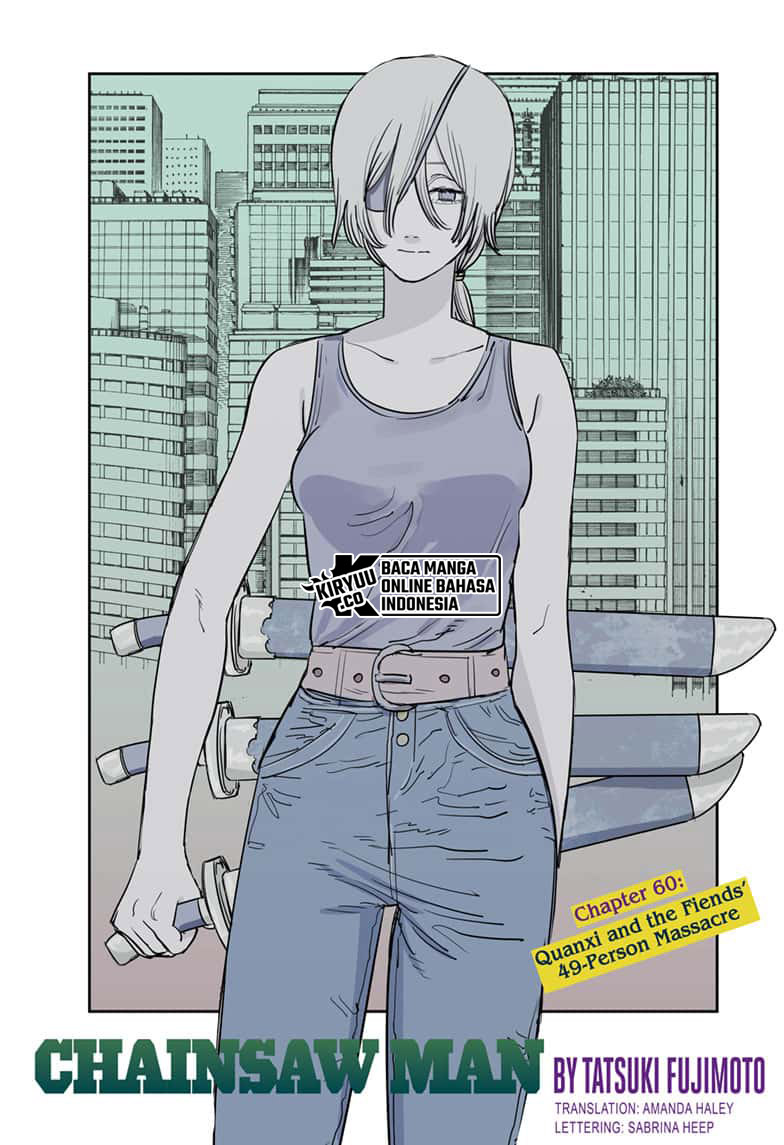 KIRYUU
.CO
BACA MANGA
ONLINE BAHASA
INDONESIA
Chapter 60:
Quanxi and the Fiends'
49-Person Massacre
CHAINSAW MAN
BY TATSUKI FUJIMOTO
TRANSLATION: AMANDA HALEY
LETTERING: SABRINA HEEP